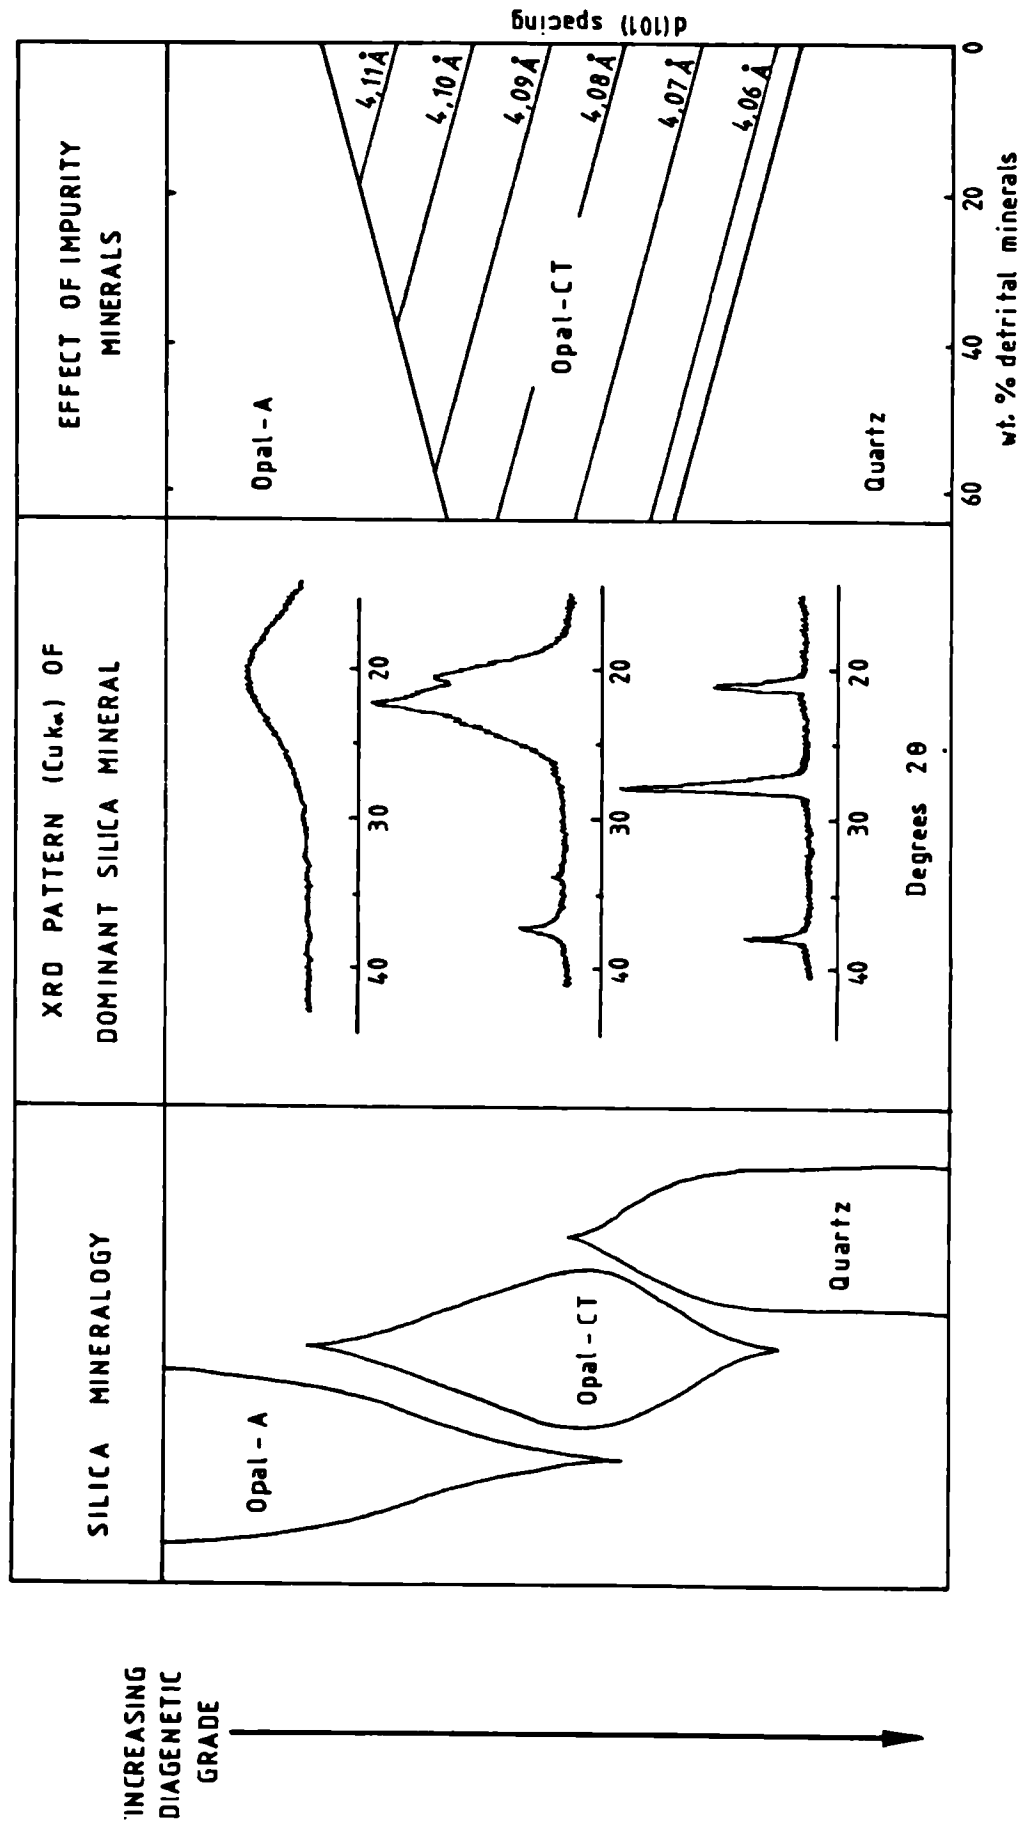 INCREASING
DIAGENETIC
GRADE
SILICA MINERALOGY
Opal-A
Opal-CT
Quartz
XRD PATTERN (Cukα) OF
DOMINANT SILICA MINERAL
40 30 20
40 30 20
40 30 20
Degrees 2θ
EFFECT OF IMPURITY
MINERALS
Opal-A
4,11Å
4,10Å
4,09Å
4,08Å
4,07Å
4,06Å
Opal-CT
Quartz
60 40 20 0
wt. % detrital minerals
d(101) spacing